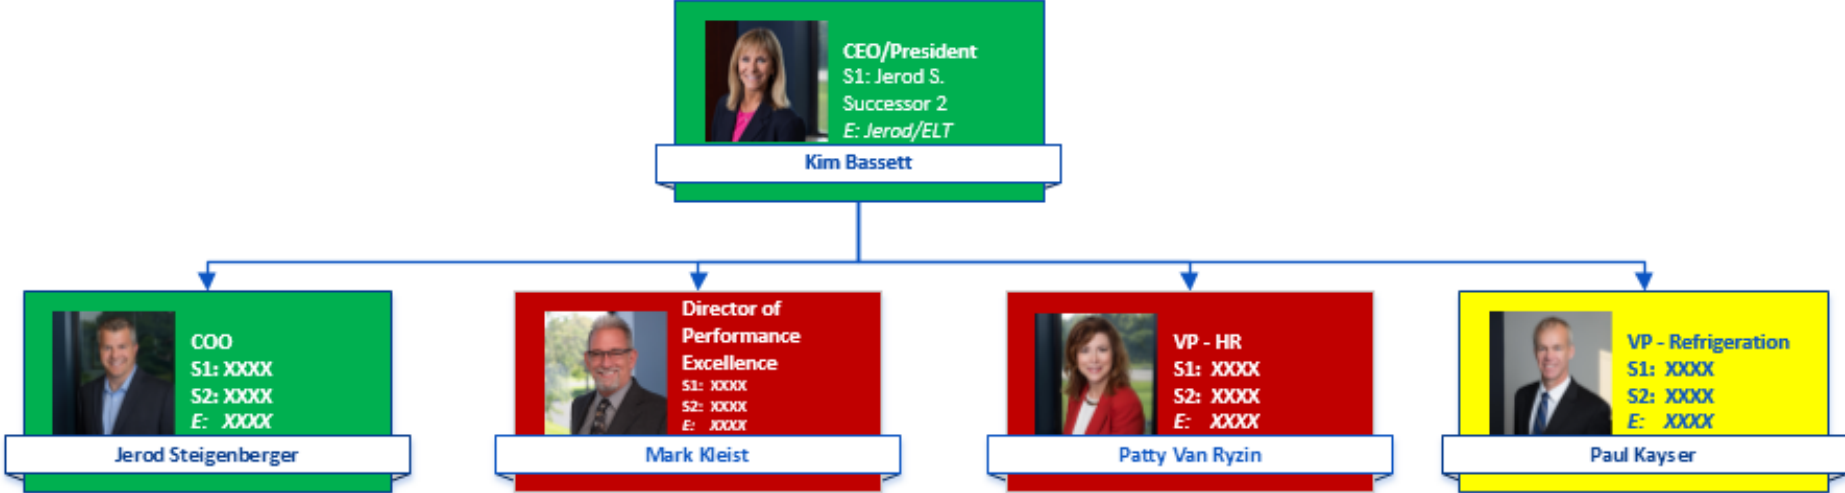 CEO/President
S1: Jerod S.
Successor 2
E: Jerod/ELT
Kim Bassett
COO
S1: XXXX
S2: XXXX
E: XXXX
Jerod Steigenberger
Director of
Performance
Excellence
S1: XXXX
S2: XXXX
E: XXXX
Mark Kleist
VP - HR
S1: XXXX
S2: XXXX
E: XXXX
Patty Van Ryzin
VP - Refrigeration
S1: XXXX
S2: XXXX
E: XXXX
Paul Kayser